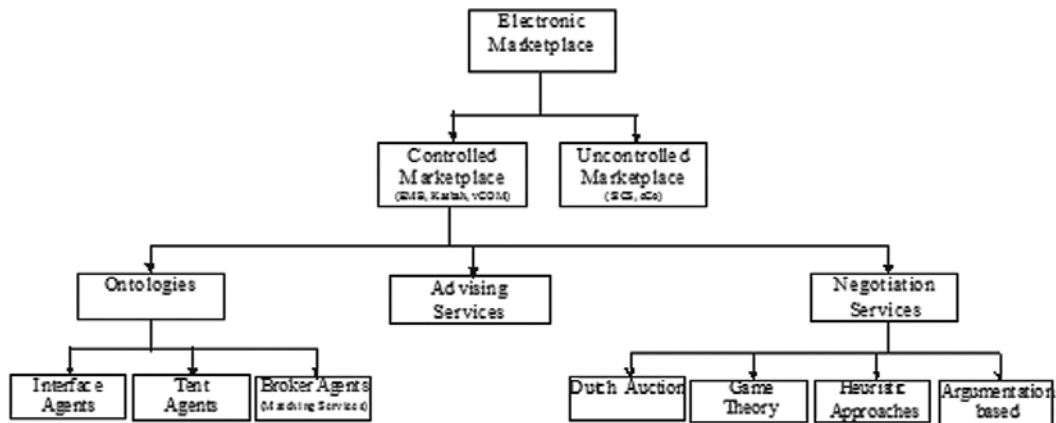 Electronic
Marketplace
Controlled
Marketplace
Uncontrolled
Marketplace
Ontologies
Advising
Services
Negotiation
Services
Interface
Agents
Tent
Agents
Broker Agents
(Matching Services)
Dutch Auction
Game
Theory
Heuristic
Approaches
Argumentation
based